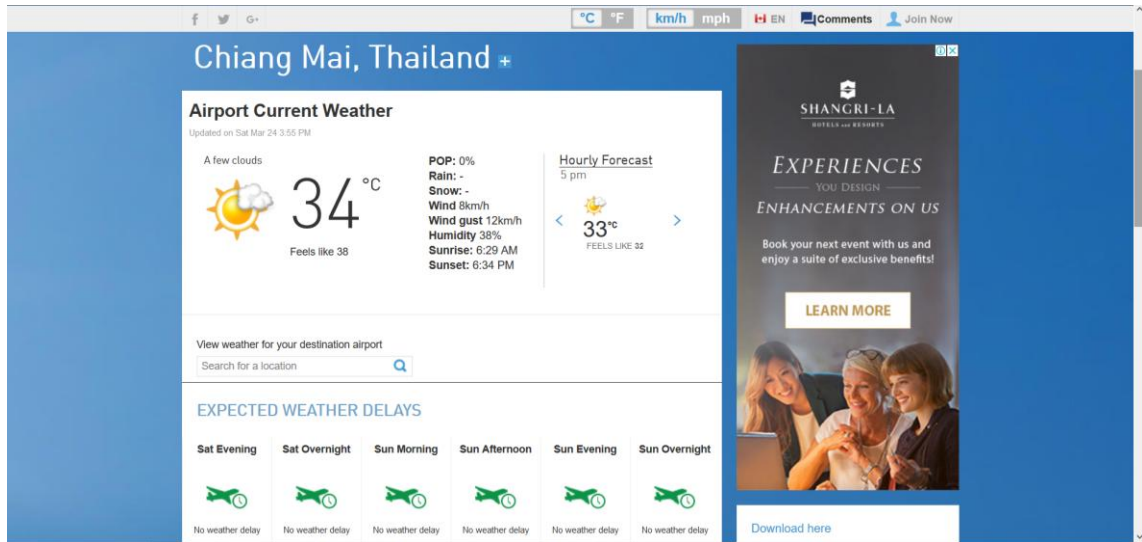 °C °F km/h mph EN Comments Join Now
Chiang Mai, Thailand
Airport Current Weather
Updated on Sat Mar 24 3:55 PM
A few clouds
34 °C
Feels like 38
POP: 0%
Rain: -
Snow: -
Wind 8km/h
Wind gust 12km/h
Humidity 38%
Sunrise: 6:29 AM
Sunset: 6:34 PM
Hourly Forecast
5 pm
33°C
FEELS LIKE 32
View weather for your destination airport
Search for a location
EXPECTED WEATHER DELAYS
Sat Evening Sat Overnight Sun Morning Sun Afternoon Sun Evening Sun Overnight
No weather delay No weather delay No weather delay No weather delay No weather delay No weather delay
SHANGRI-LA
HOTELS and RESORTS
EXPERIENCES
YOU DESIGN
ENHANCEMENTS ON US
Book your next event with us and
enjoy a suite of exclusive benefits!
LEARN MORE
Download here